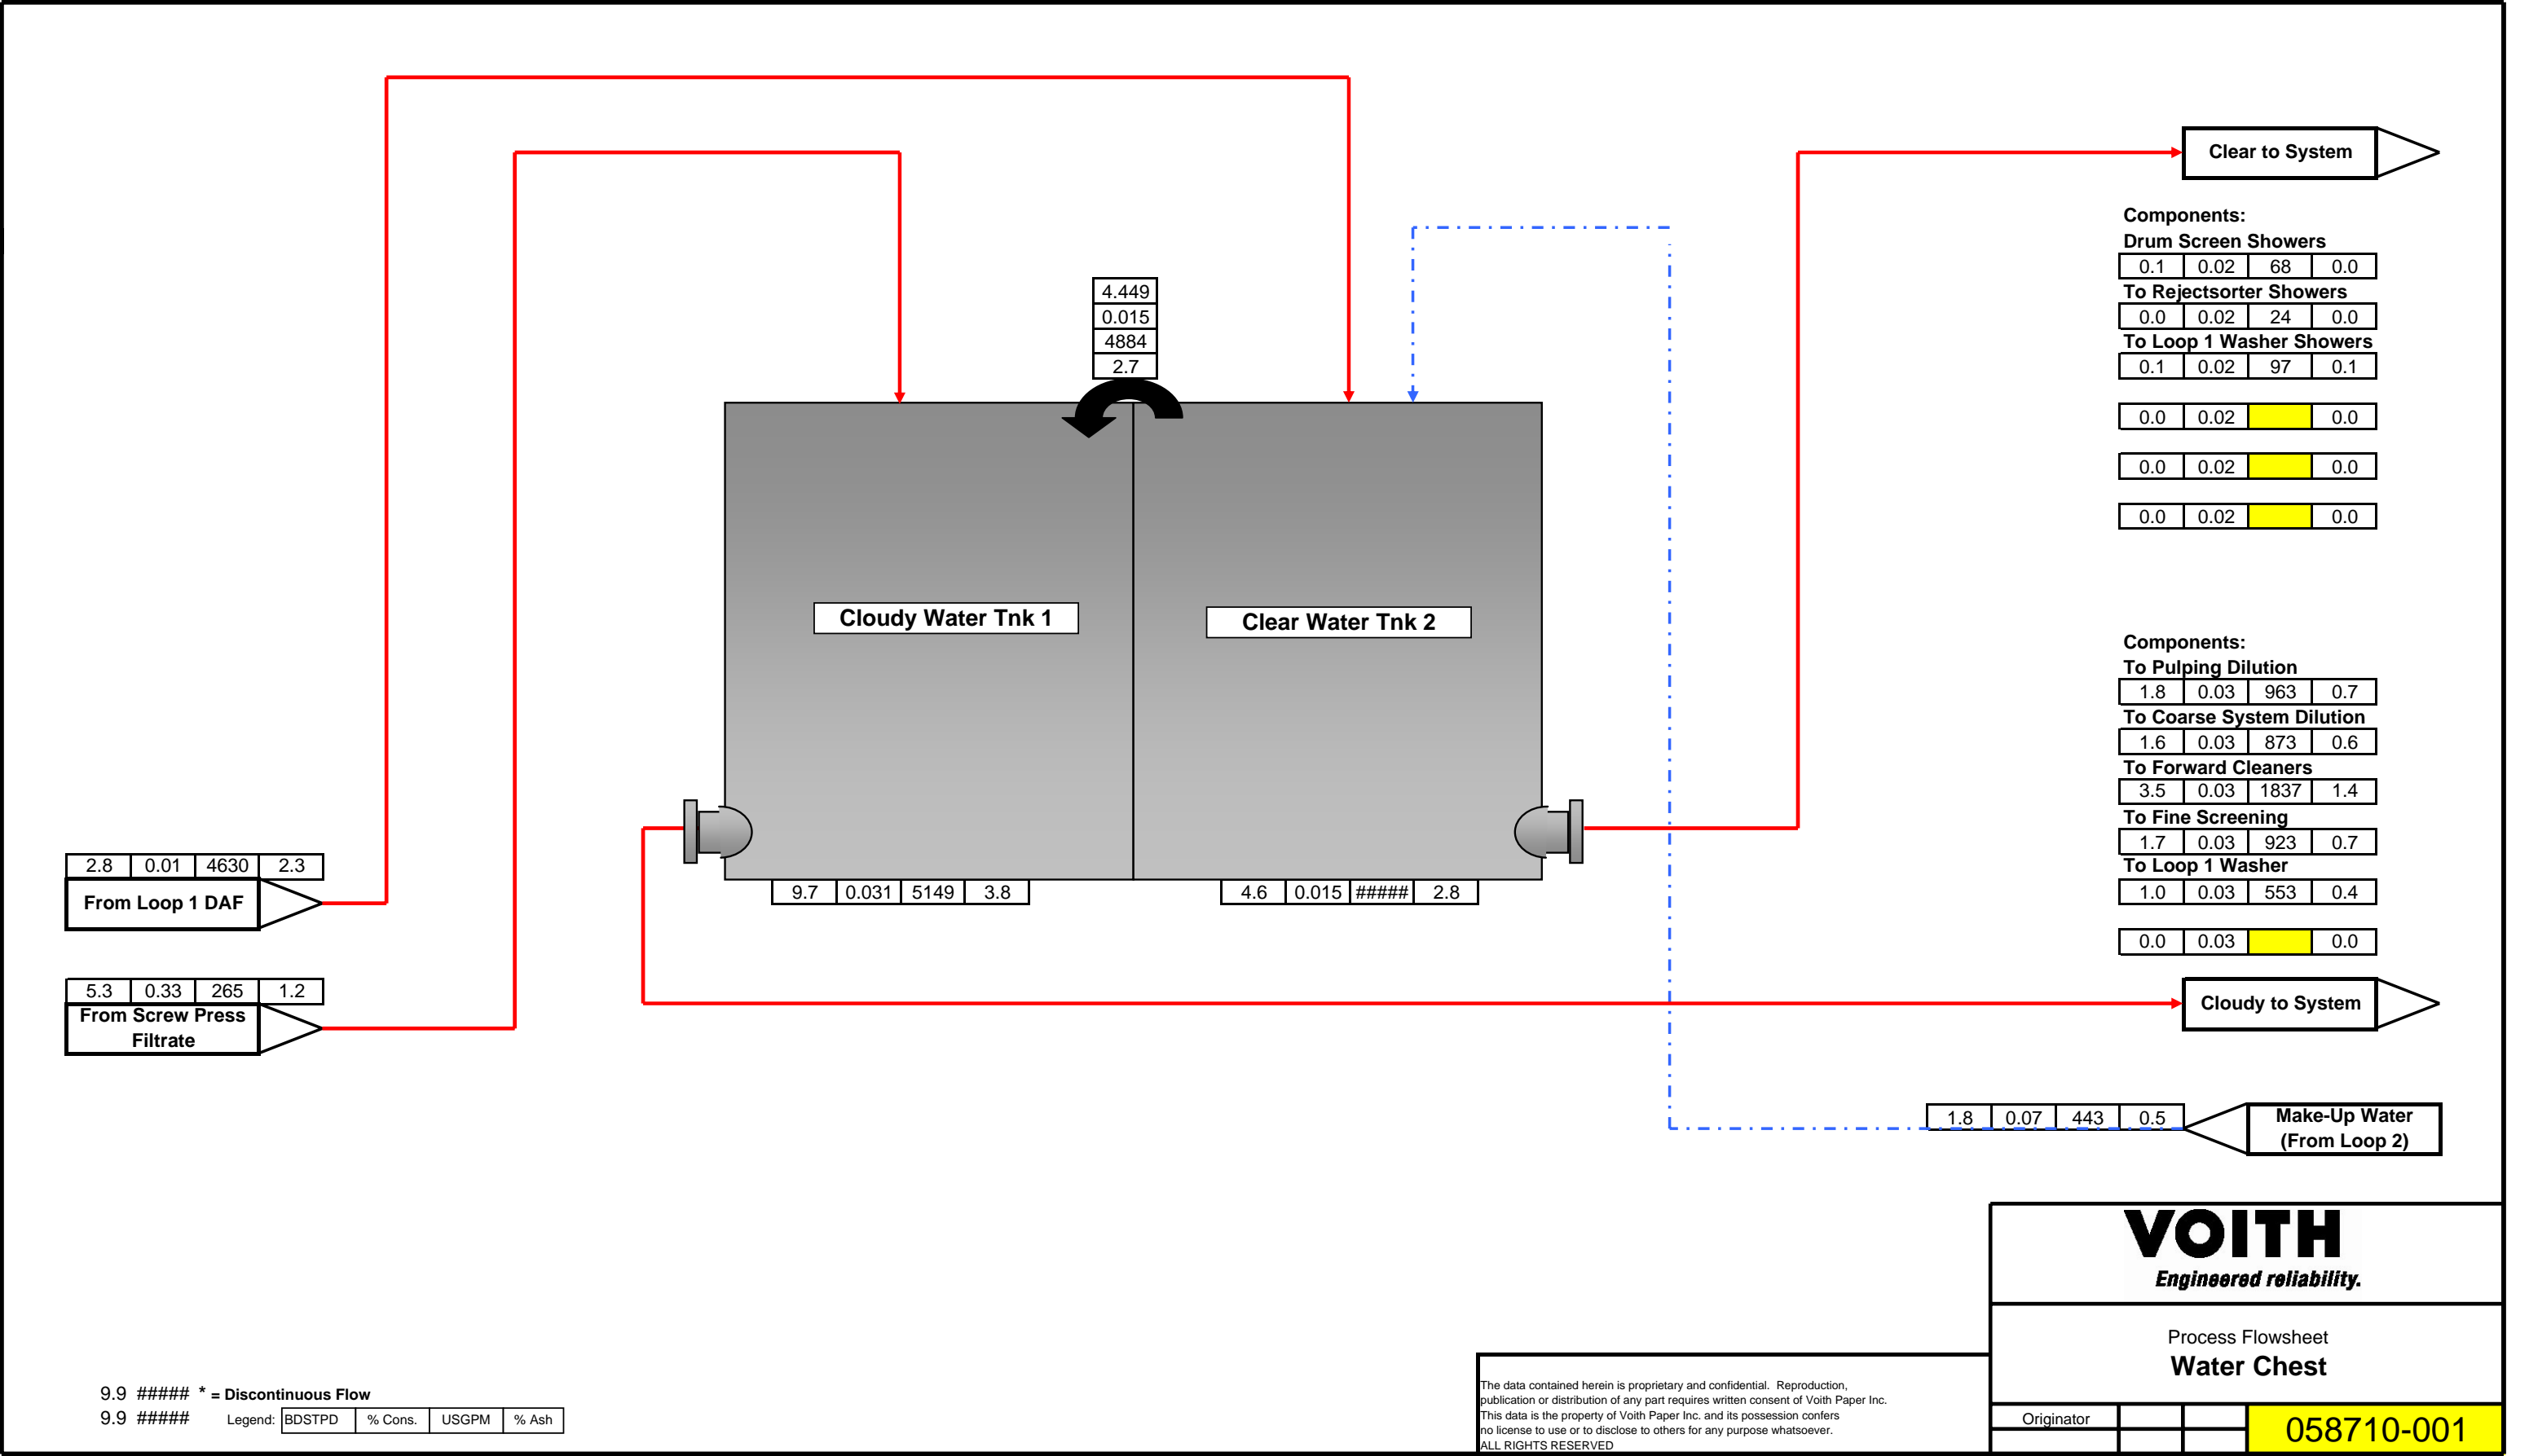 Clear to System
Components:
Drum Screen Showers
0.1 0.02 68 0.0
To Rejectsorter Showers
0.0 0.02 24 0.0
To Loop 1 Washer Showers
0.1 0.02 97 0.1
0.0 0.02 0.0
0.0 0.02 0.0
0.0 0.02 0.0
4.449
0.015
4884
2.7
Cloudy Water Tnk 1
Clear Water Tnk 2
Components:
To Pulping Dilution
1.8 0.03 963 0.7
To Coarse System Dilution
1.6 0.03 873 0.6
To Forward Cleaners
3.5 0.03 1837 1.4
To Fine Screening
1.7 0.03 923 0.7
To Loop 1 Washer
1.0 0.03 553 0.4
0.0 0.03 0.0
2.8 0.01 4630 2.3
From Loop 1 DAF
9.7 0.031 5149 3.8
4.6 0.015 ##### 2.8
5.3 0.33 265 1.2
From Screw Press
Filtrate
Cloudy to System
1.8 0.07 443 0.5
Make-Up Water
(From Loop 2)
VOITH
Engineered reliability.
Process Flowsheet
Water Chest
Originator
058710-001
The data contained herein is proprietary and confidential. Reproduction,
publication or distribution of any part requires written consent of Voith Paper Inc.
This data is the property of Voith Paper Inc. and its possession confers
no license to use or to disclose to others for any purpose whatsoever.
ALL RIGHTS RESERVED
9.9 ##### * = Discontinuous Flow
9.9 ##### Legend: BDSTPD % Cons. USGPM % Ash